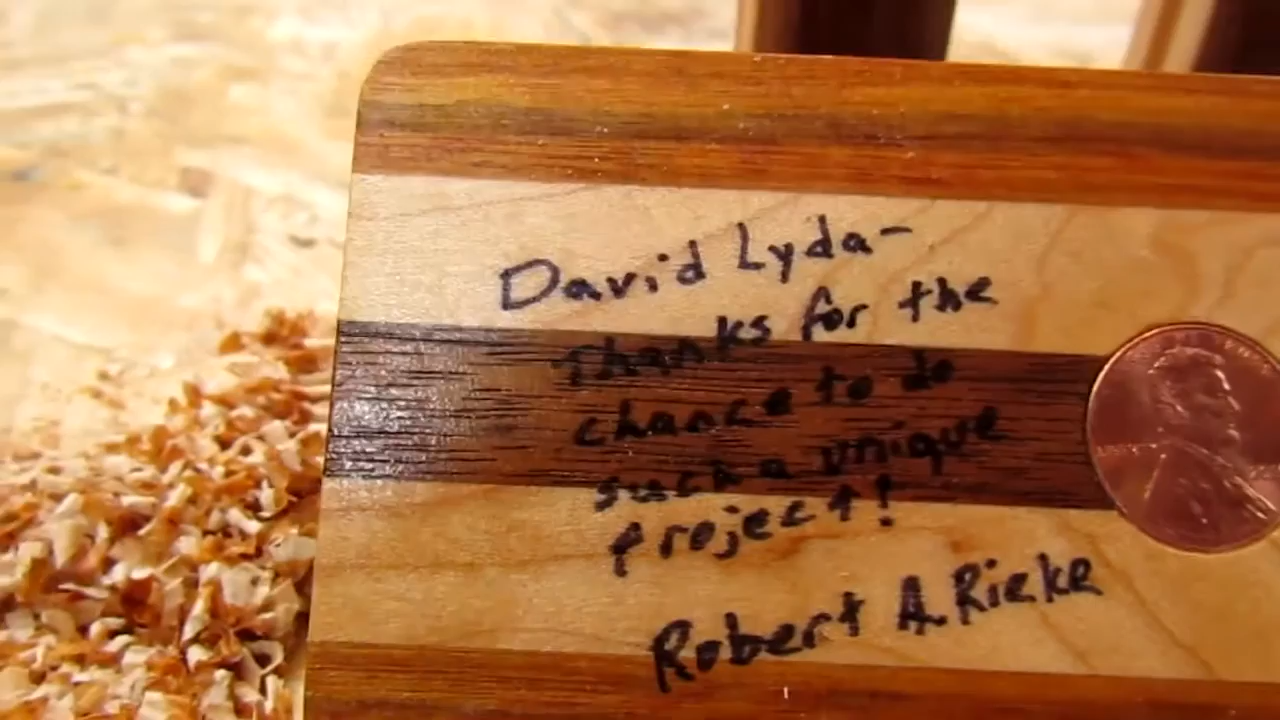 David Lyda-
Thanks for the
chance to do
such a unique
project!
Robert A. Rieke